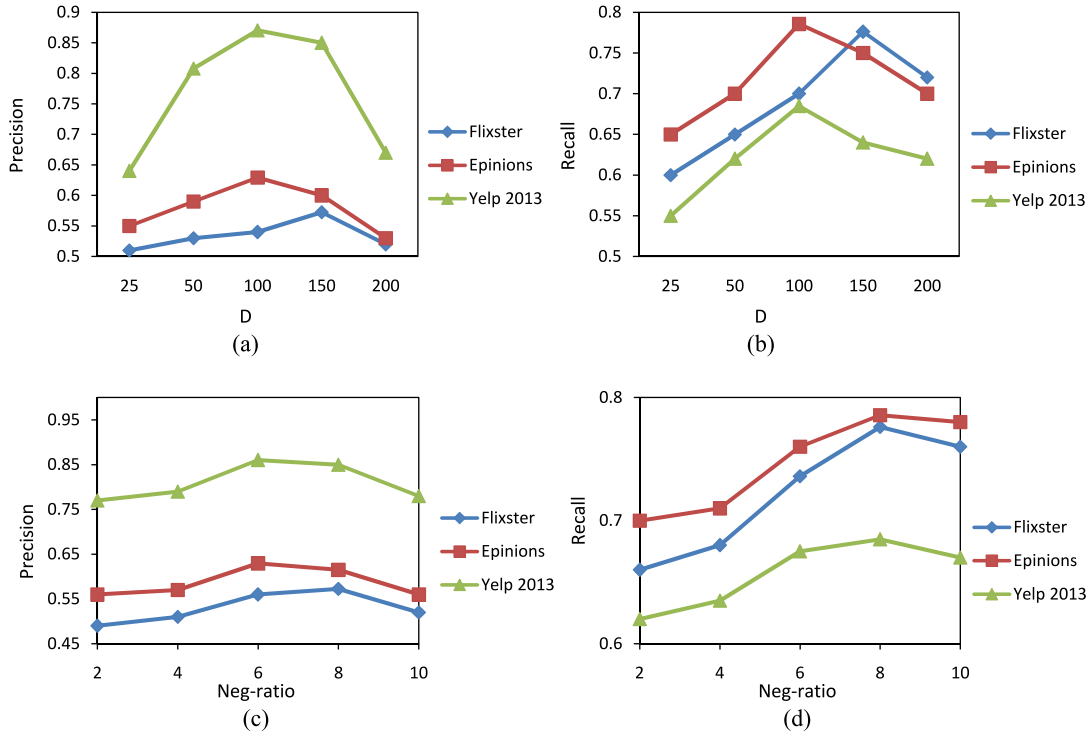 0.9
0.85
0.8
0.75
0.7
0.65
0.6
0.55
0.5
Precision
25 50 100 150 200
D
Flixster
Epinions
Yelp 2013
(a)
0.8
0.75
0.7
0.65
0.6
0.55
0.5
Recall
25 50 100 150 200
D
Flixster
Epinions
Yelp 2013
(b)
0.95
0.85
0.75
0.65
0.55
0.45
Precision
2 4 6 8 10
Neg-ratio
Flixster
Epinions
Yelp 2013
(c)
0.8
0.7
0.6
Recall
2 4 6 8 10
Neg-ratio
Flixster
Epinions
Yelp 2013
(d)